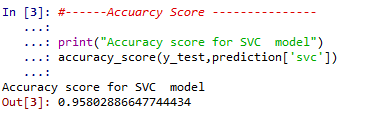 In [3]: #------Accuarcy Score ---------------
...:
...: print("Accuracy score for SVC  model")
...: accuracy_score(y_test,prediction['svc'])
...:
Accuracy score for SVC  model
Out[3]: 0.95802886647744434